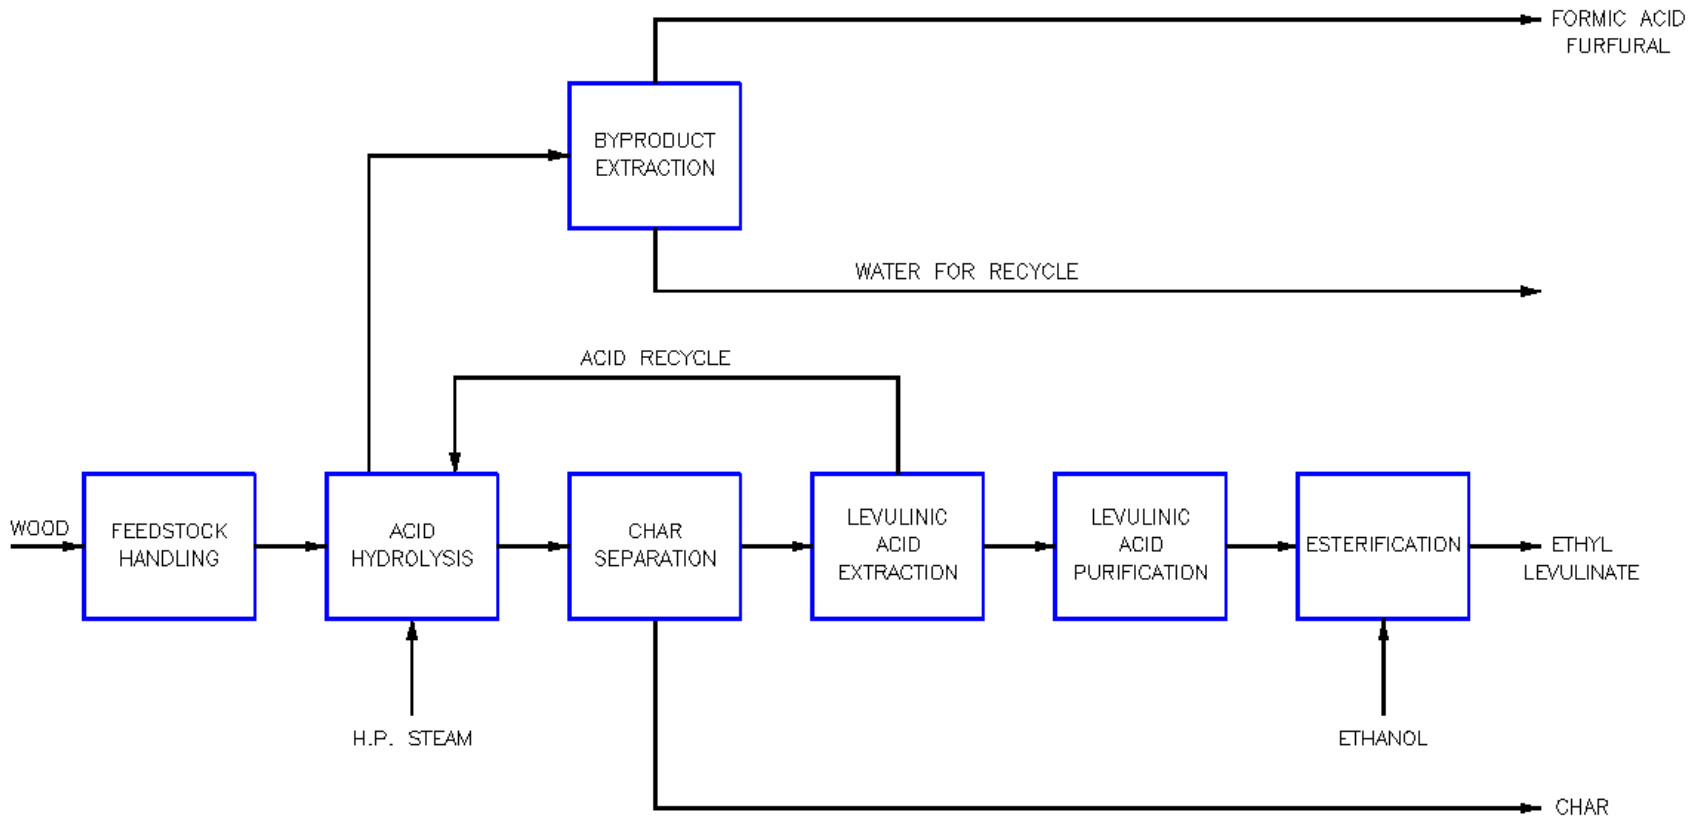 FORMIC ACID
FURFURAL
BYPRODUCT
EXTRACTION
WATER FOR RECYCLE
ACID RECYCLE
WOOD
FEEDSTOCK
HANDLING
ACID
HYDROLYSIS
CHAR
SEPARATION
LEVULINIC
ACID
EXTRACTION
LEVULINIC
ACID
PURIFICATION
ESTERIFICATION
ETHYL
LEVULINATE
H.P. STEAM
ETHANOL
CHAR